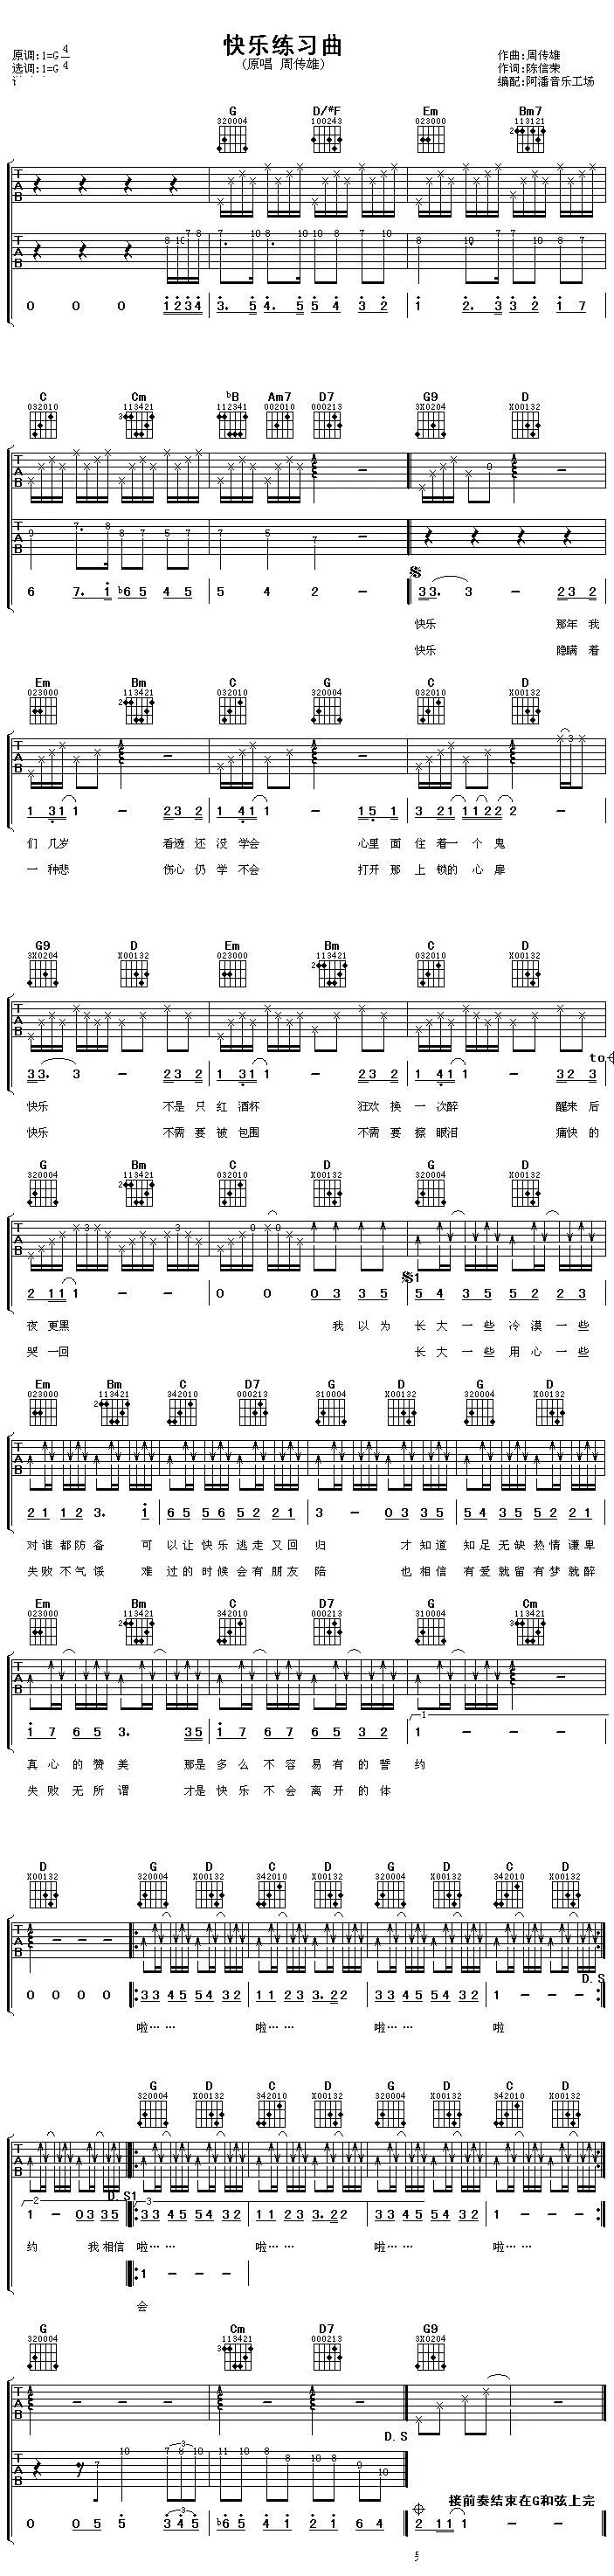 快乐练习曲
(原唱 周传雄)
原调:1=G 4/4
选调:1=G
作曲:周传雄
作词:陈信荣
编配:阿潘音乐工场
G D/#F Em Bm7
320004 100243 023000 113121
0 0 0 1 2 3 4 3. 5 4. 5 5 4 3 2 1 2. 3 3 2 1 7
C Cm bB Am7 D7 G9 D
032010 113421 112341 002010 000213 3X0204 X00132
6 7. 1 b6 5 4 5 5 4 2 - 3 3. 3 - 2 3 2
快乐 那年 我
快乐 隐瞒 着
Em Bm C G C D
023000 113421 032010 320004 032010 X00132
1 3 1 1 - 2 3 2 1 4 1 1 - 1 5 1 3 2 1 1 1 2 2 2 -
们 几岁 看透 还 没 学会 心里 面 住 着一 个 鬼
一 种悲 伤心 仍 学 不会 打开 那 上 锁的 心 扉
G9 D Em Bm C D
3X0204 X00132 023000 113421 032010 X00132
to
3 3. 3 - 2 3 2 1 3 1 1 - 2 3 2 1 4 1 1 - 3 2 3
快乐 不是 只 红 酒杯 狂欢 换 一 次醉 醒来 后
快乐 不需 要 被 包围 不需 要 擦 眼泪 痛快 的
G Bm C D G D
320004 113421 032010 X00132 320004 X00132
2 1 1 1 - - 0 0 0 3 3 5 5 4 3 5 5 2 2 3
夜 更黑 我 以 为 长 大 一 些 冷 漠 一 些
哭 一回 长 大 一 些 用 心 一 些
Em Bm C D7 G D G D
023000 113421 342010 000213 310004 X00132 320004 X00132
2 1 1 2 3. 1 6 5 5 6 5 2 2 1 3 - 0 3 3 5 5 4 3 5 5 2 2 1
对 谁 都 防 备 可 以 让 快 乐 逃 走 又 回 归 才 知 道 知 足 无 缺 热 情 谦 卑
失 败 不 气 馁 难 过 的 时 候 会 有 朋 友 陪 也 相 信 有 爱 就 留 有 梦 就 醉
Em Bm C D7 G Cm
023000 113421 342010 000213 310004 113421
1 7 6 5 3. 3 5 1 7 6 7 6 5 3 2 1 - - -
真 心 的 赞 美 那是 多 么 不 容 易 有 的 誓 约
失 败 无 所 谓 才是 快 乐 不 会 离 开 的 体
D G D C D G D C D
X00132 320004 X00132 342010 X00132 320004 X00132 342010 X00132
D.S
0 0 0 0 3 3 4 5 5 4 3 2 1 1 2 3 3. 2 2 3 3 4 5 5 4 3 2 1 - - -
啦…… 啦…… 啦…… 啦
G D C D G D C D
320004 X00132 342010 X00132 320004 X00132 342010 X00132
D.S1
1 - 0 3 3 5 3 3 4 5 5 4 3 2 1 1 2 3 3. 2 2 3 3 4 5 5 4 3 2 1 - - -
约 我 相信 啦…… 啦…… 啦…… 啦……
1 - - -
会
G Cm D7 G9
320004 113421 000213 3X0204
D.S
接前奏结束在G和弦上完
0 0 5 5 3 4 5 b6 5 4 1 2 1 6 4 2 1 1 1 - -